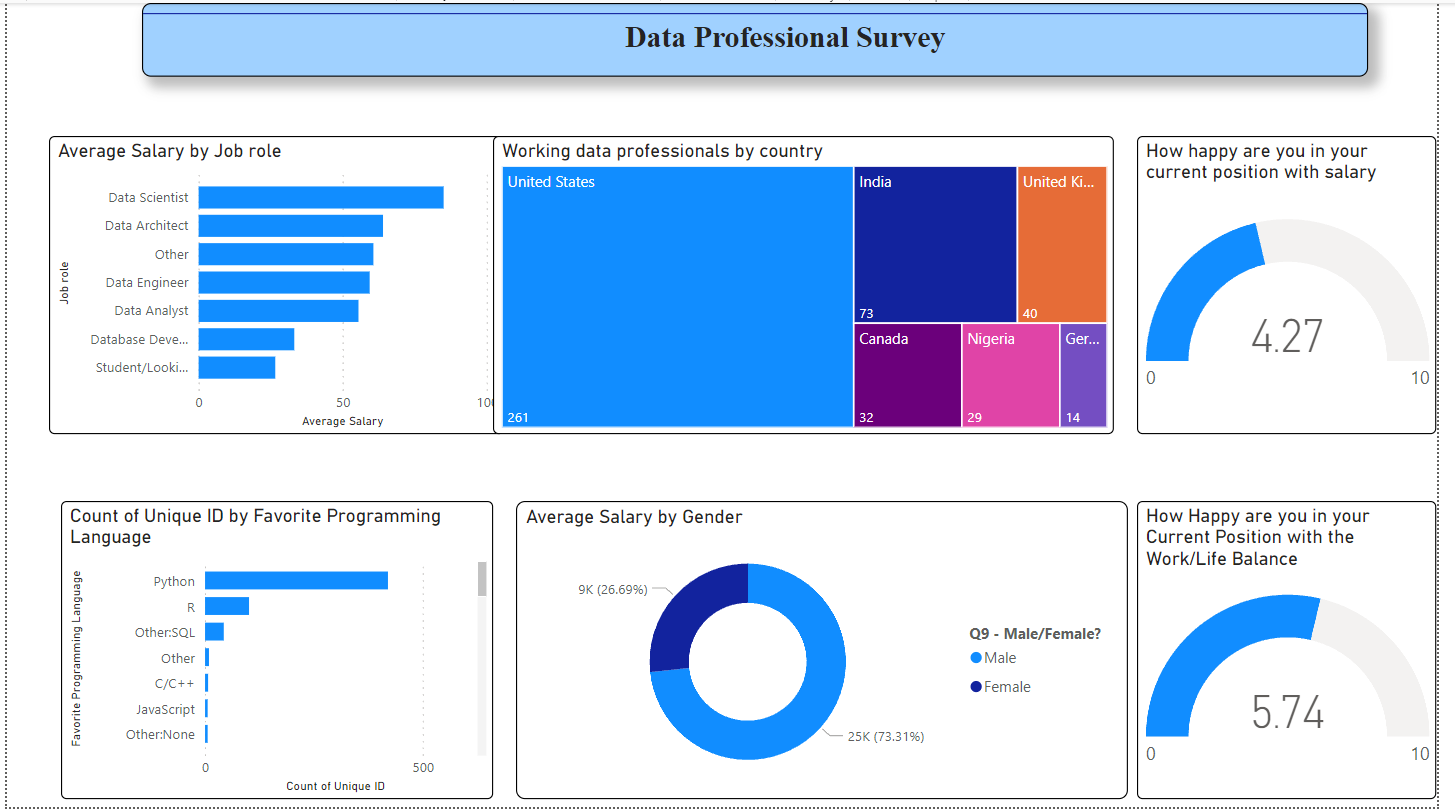 Data Professional Survey
Average Salary by Job role
Job role
Data Scientist
Data Architect
Other
Data Engineer
Data Analyst
Database Deve...
Student/Looki...
0
50
100
Average Salary
Working data professionals by country
United States
261
India
73
United Ki...
40
Canada
32
Nigeria
29
Ger...
14
How happy are you in your
current position with salary
4.27
0
10
Count of Unique ID by Favorite Programming
Language
Favorite Programming Language
Python
R
Other:SQL
Other
C/C++
JavaScript
Other:None
0
500
Count of Unique ID
Average Salary by Gender
9K (26.69%)
25K (73.31%)
Q9 - Male/Female?
Male
Female
How Happy are you in your
Current Position with the
Work/Life Balance
5.74
0
10